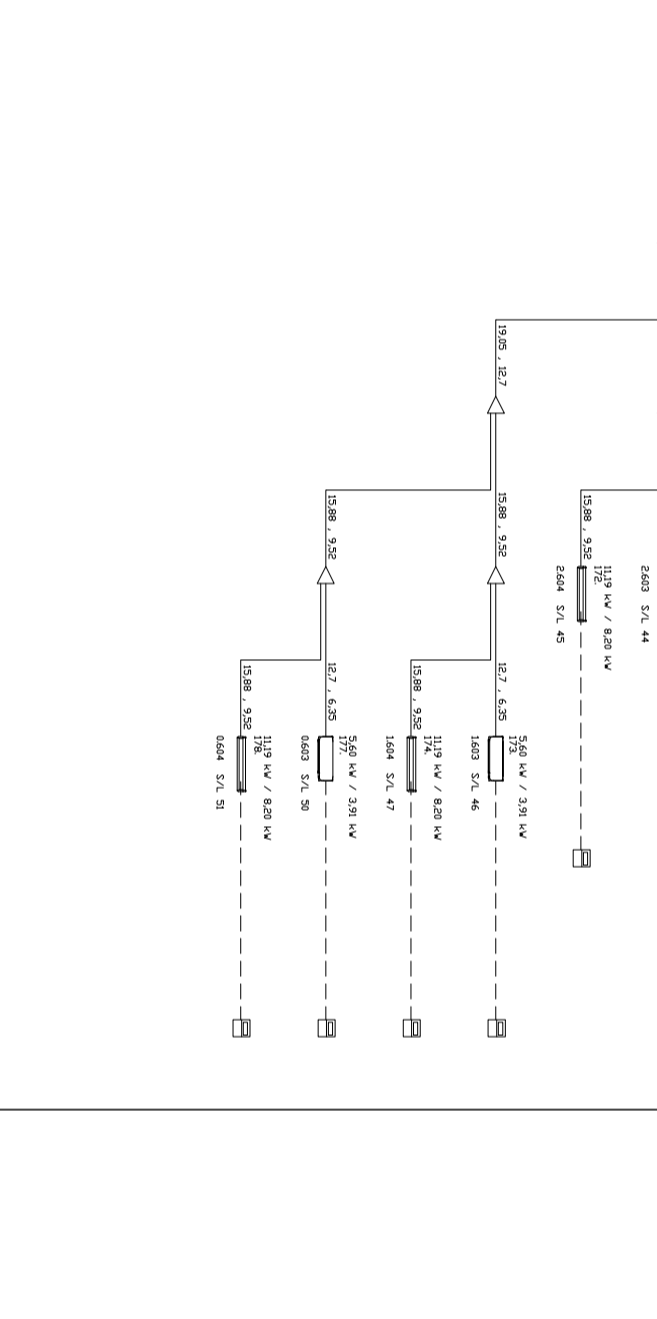 19,05 , 12,7
15,88 , 9,52
15,88 , 9,52
15,88 , 9,52
2.603 S/L 44
11,19 kW / 8,20 kW
172.
2.604 S/L 45
12,7 , 6,35
5,60 kW / 3,91 kW
173.
1.603 S/L 46
15,88 , 9,52
11,19 kW / 8,20 kW
174.
1.604 S/L 47
12,7 , 6,35
5,60 kW / 3,91 kW
177.
0.603 S/L 50
15,88 , 9,52
11,19 kW / 8,20 kW
178.
0.604 S/L 51